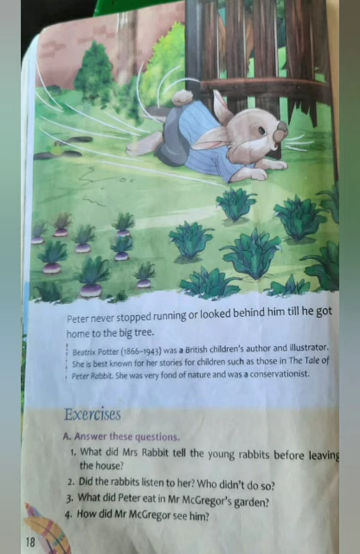 Peter never stopped running or looked behind him till he got
home to the big tree.
Beatrix Potter (1866–1943) was a British children's author and illustrator.
She is best known for her stories for children such as those in The Tale of
Peter Rabbit. She was very fond of nature and was a conservationist.
Exercises
A. Answer these questions.
1. What did Mrs Rabbit tell the young rabbits before leaving
the house?
2. Did the rabbits listen to her? Who didn't do so?
3. What did Peter eat in Mr McGregor's garden?
4. How did Mr McGregor see him?
18